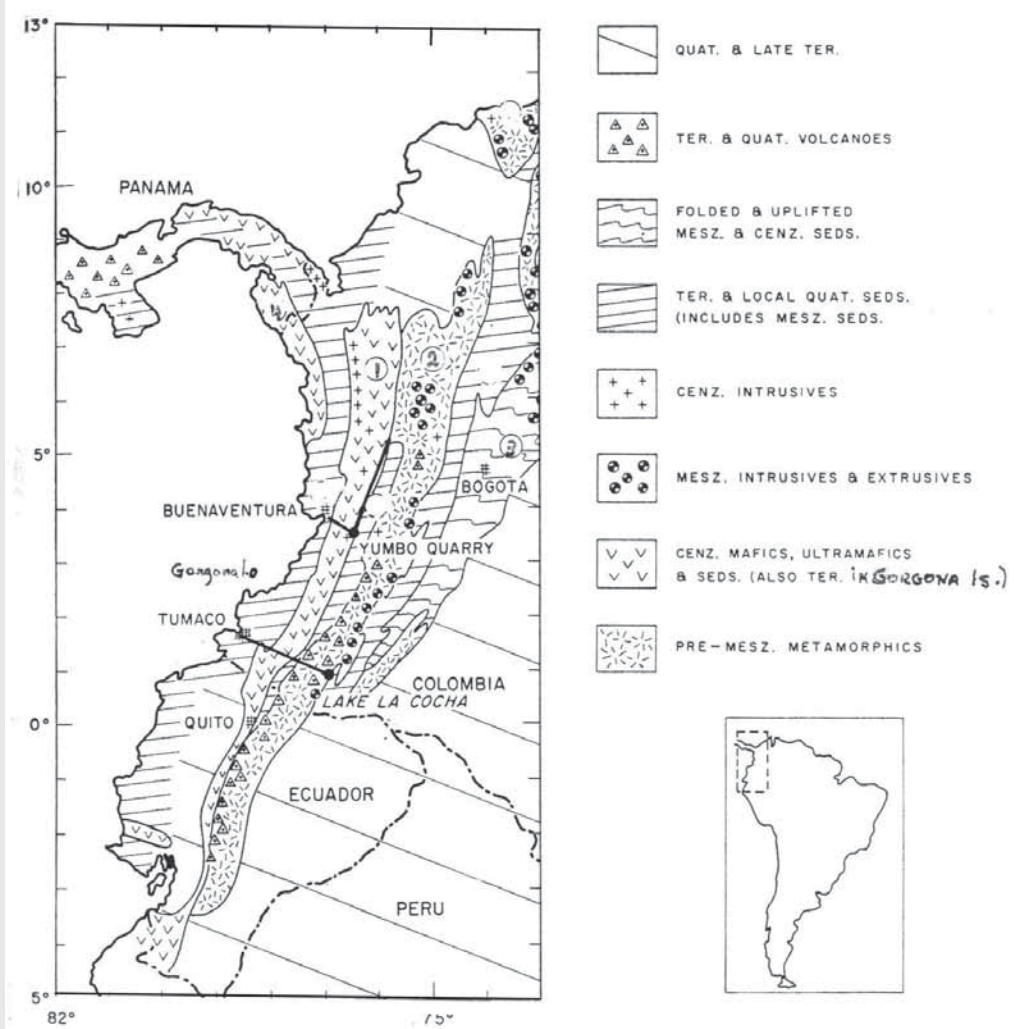 13°
10°
5°
0°
5°
82°
75°
PANAMA
1
2
3
BOGOTA
BUENAVENTURA
YUMBO QUARRY
Gorgona Is
TUMACO
COLOMBIA
LAKE LA COCHA
QUITO
ECUADOR
PERU
QUAT. & LATE TER.
TER. & QUAT. VOLCANOES
FOLDED & UPLIFTED
MESZ. & CENZ. SEDS.
TER. & LOCAL QUAT. SEDS.
(INCLUDES MESZ. SEDS.
CENZ. INTRUSIVES
MESZ. INTRUSIVES & EXTRUSIVES
CENZ. MAFICS, ULTRAMAFICS
& SEDS. (ALSO TER. iN GORGONA IS.)
PRE-MESZ. METAMORPHICS